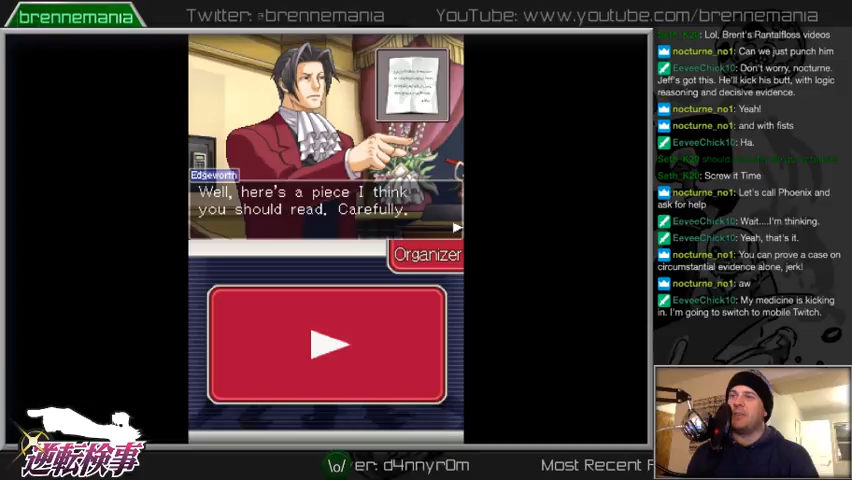 brennemania
Twitter: @brennemania
YouTube: www.youtube.com/brennemania
Edgeworth
Well, here's a piece I think
you should read. Carefully.
Organizer
Seth_K20: Lol, Brent's Rantalfloss videos
nocturne_no1: Can we just punch him
EeveeChick10: Don't worry, nocturne.
Jeff's got this. He'll kick his butt, with logic
reasoning and decisive evidence.
nocturne_no1: Yeah!
nocturne_no1: and with fists
EeveeChick10: Ha.
Seth_K20
Seth_K20: Screw it Time
nocturne_no1: Let's call Phoenix and
ask for help
EeveeChick10: Wait....I'm thinking.
EeveeChick10: Yeah, that's it.
nocturne_no1: You can prove a case on
circumstantial evidence alone, jerk!
nocturne_no1: aw
EeveeChick10: My medicine is kicking
in. I'm going to switch to mobile Twitch.
逆転検事
\o/ er: d4nnyr0m
Most Recent F